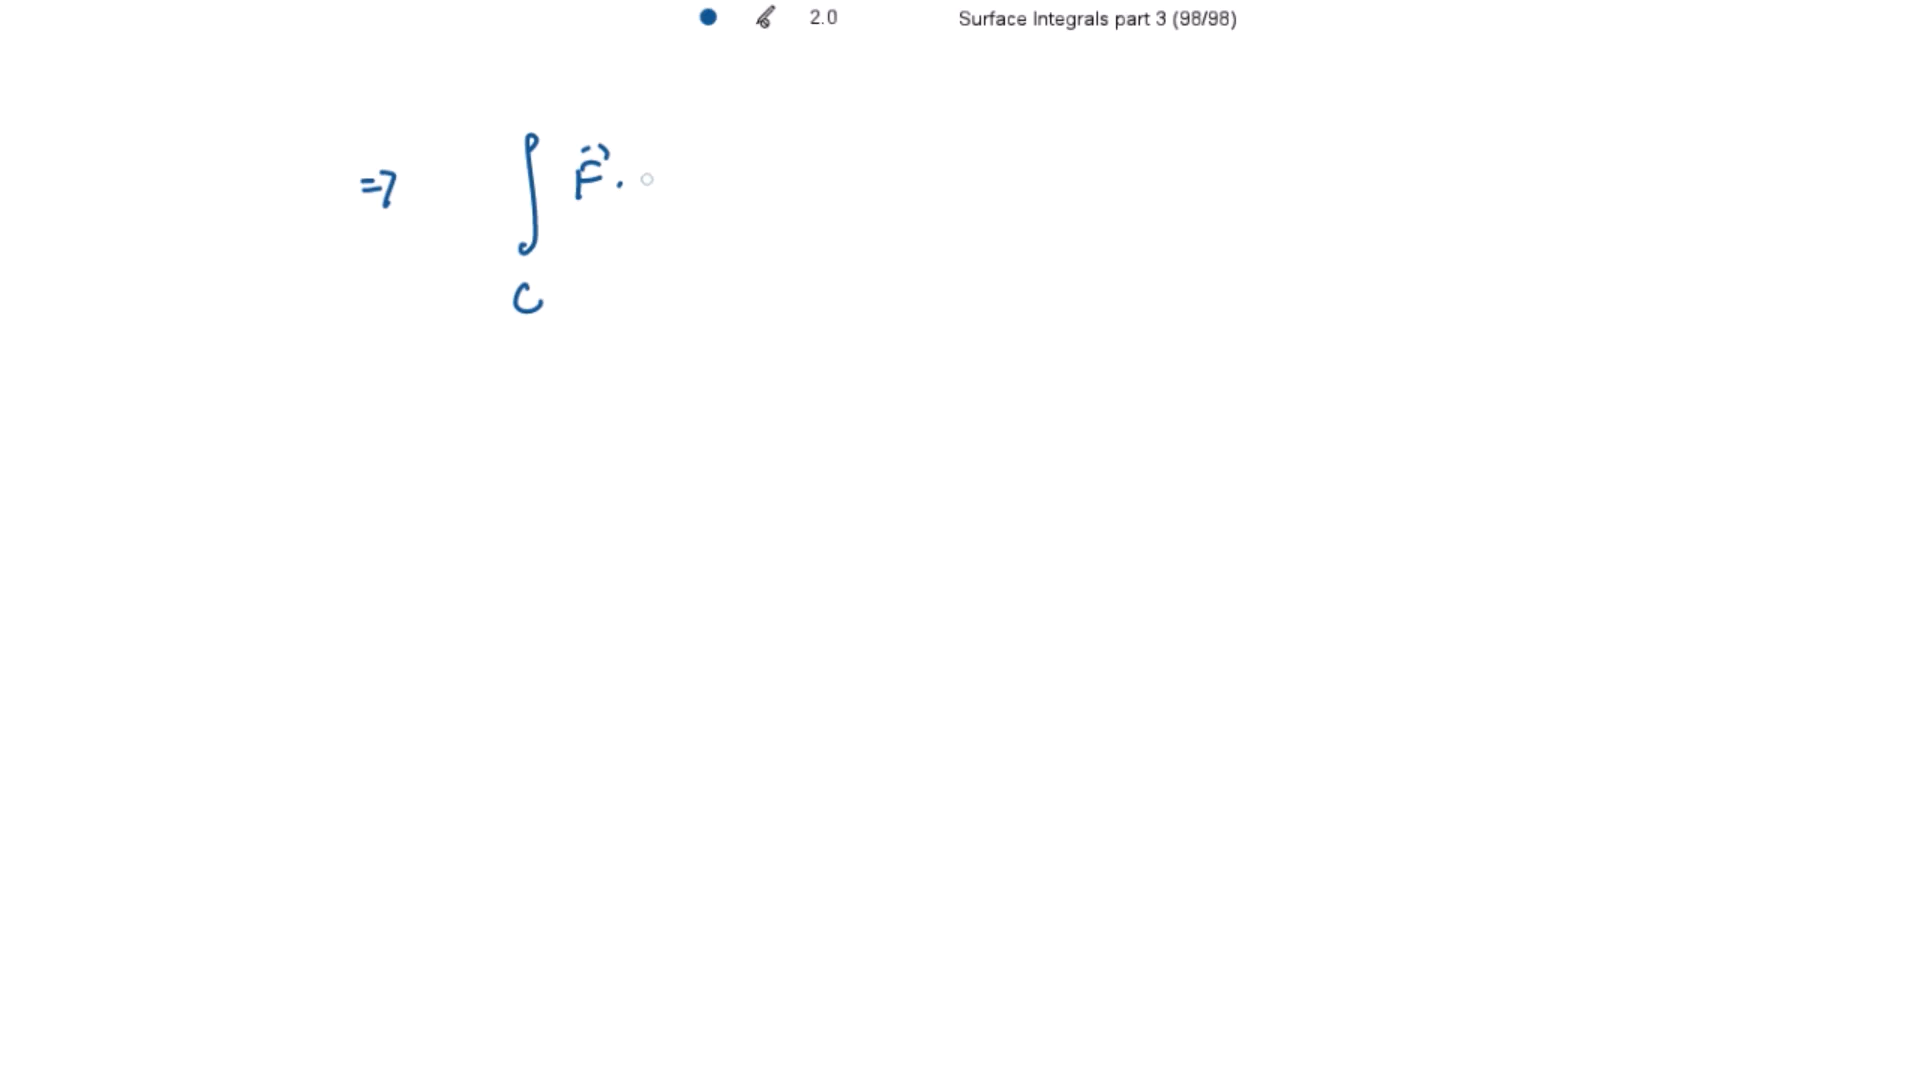 2.0 Surface Integrals part 3 (98/98)
⇒ ∫ F⃗ ·
C